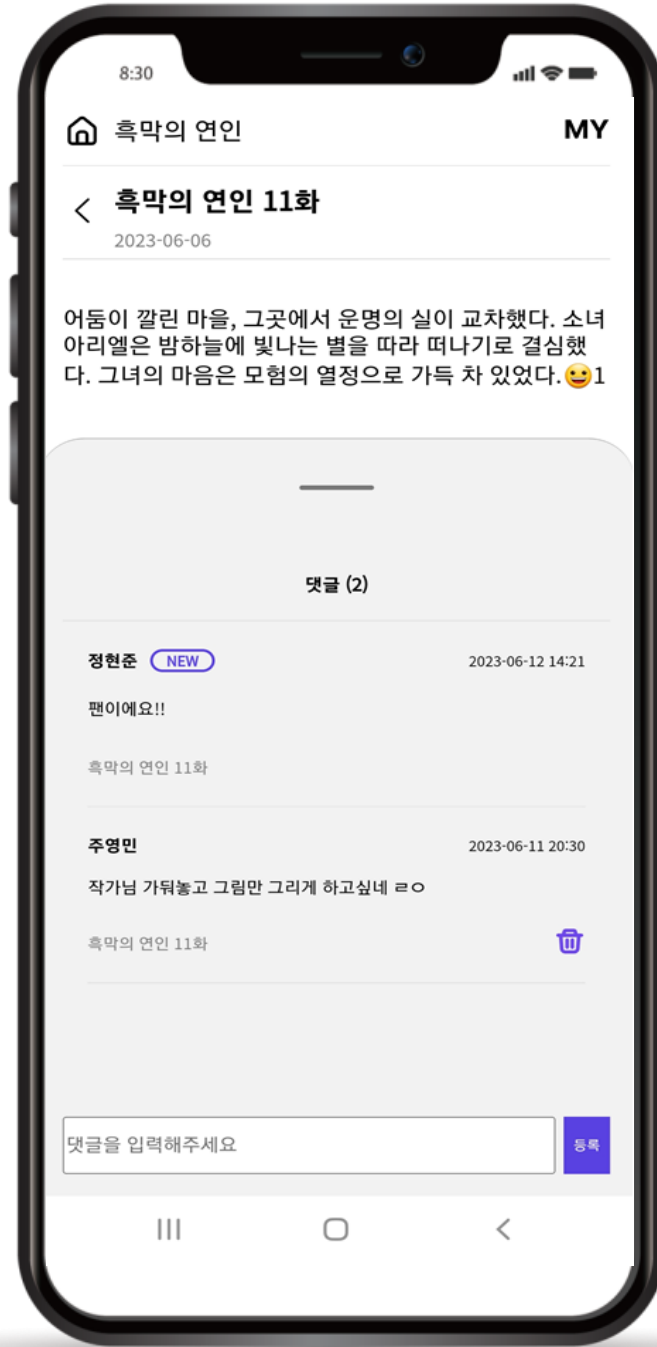 8:30
흑막의 연인
MY
흑막의 연인 11화
2023-06-06
어둠이 깔린 마을, 그곳에서 운명의 실이 교차했다. 소녀
아리엘은 밤하늘에 빛나는 별을 따라 떠나기로 결심했
다. 그녀의 마음은 모험의 열정으로 가득 차 있었다.😀1
댓글 (2)
정현준 NEW 2023-06-12 14:21
팬이에요!!
흑막의 연인 11화
주영민 2023-06-11 20:30
작가님 가둬놓고 그림만 그리게 하고싶네 ㄹㅇ
흑막의 연인 11화
댓글을 입력해주세요
등록